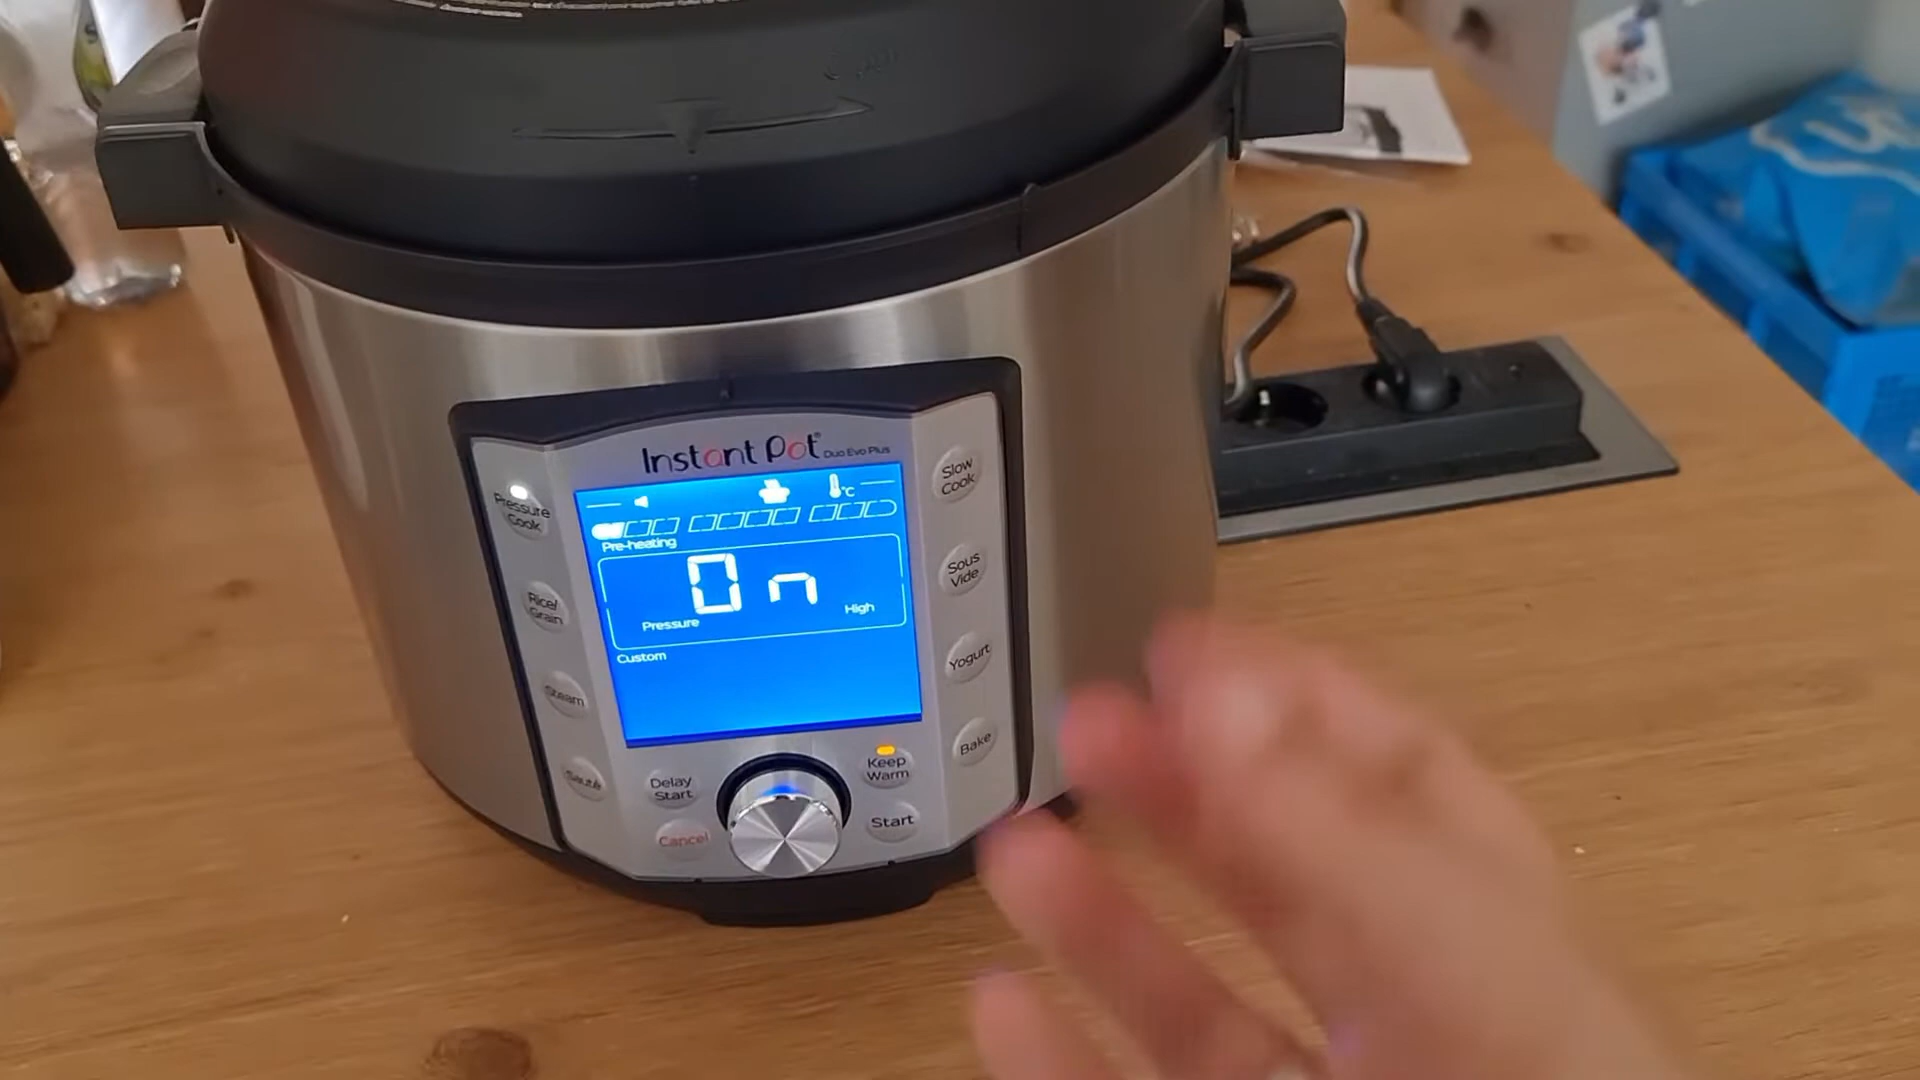 Instant Pot®
Duo Evo Plus
Pressure
Cook
Rice/
Grain
Steam
Sauté
°C
Pre-heating
On
Pressure
High
Custom
Slow
Cook
Sous
Vide
Yogurt
Bake
Delay
Start
Cancel
Keep
Warm
Start